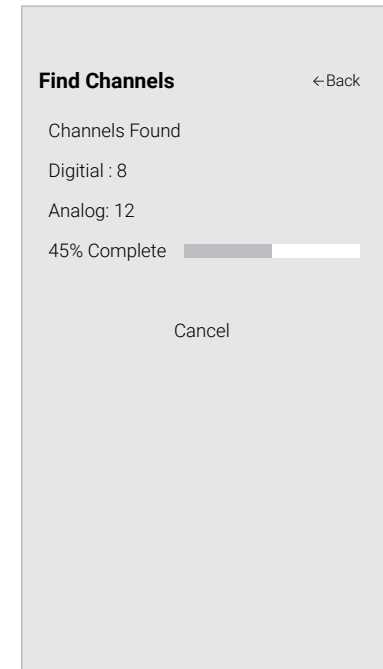 Find Channels ←Back
Channels Found
Digitial : 8
Analog: 12
45% Complete
Cancel